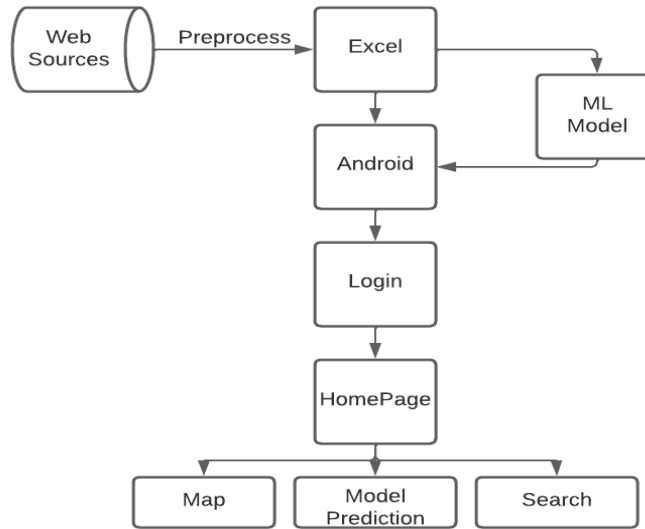 Web
Sources
Preprocess
Excel
ML
Model
Android
Login
HomePage
Map
Model
Prediction
Search